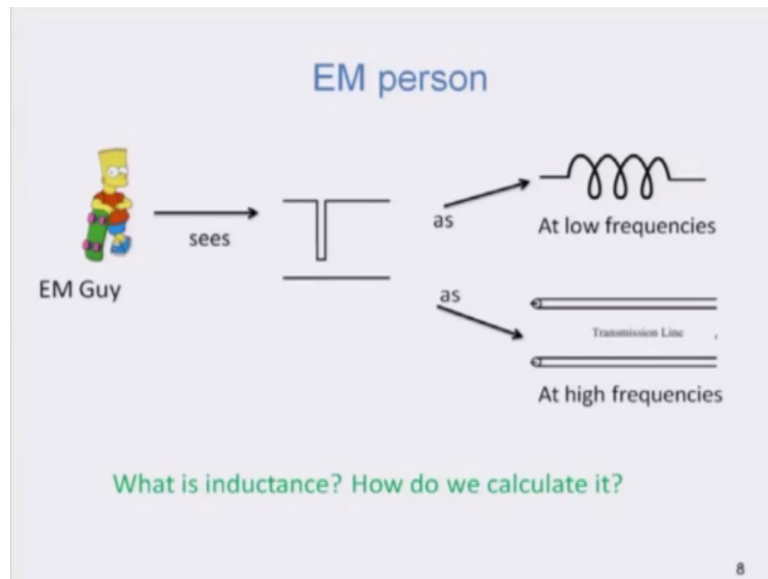 EM person
sees
EM Guy
as
At low frequencies
as
Transmission Line
At high frequencies
What is inductance? How do we calculate it?
8